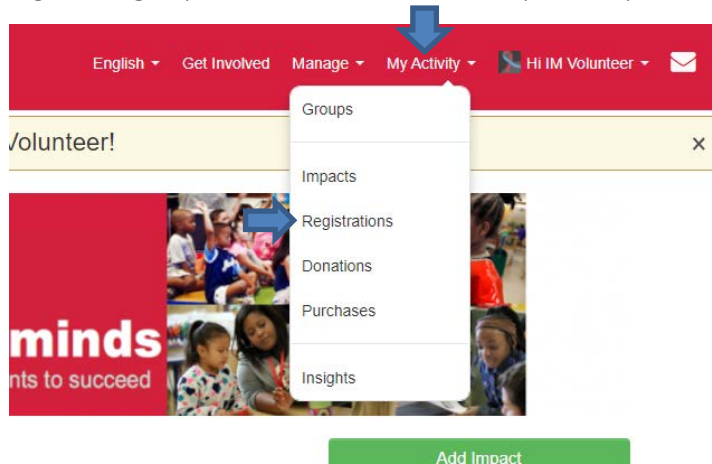 English Get Involved Manage My Activity Hi IM Volunteer
Groups
Volunteer!
×
Impacts
Registrations
Donations
Purchases
minds
nts to succeed
Insights
Add Impact